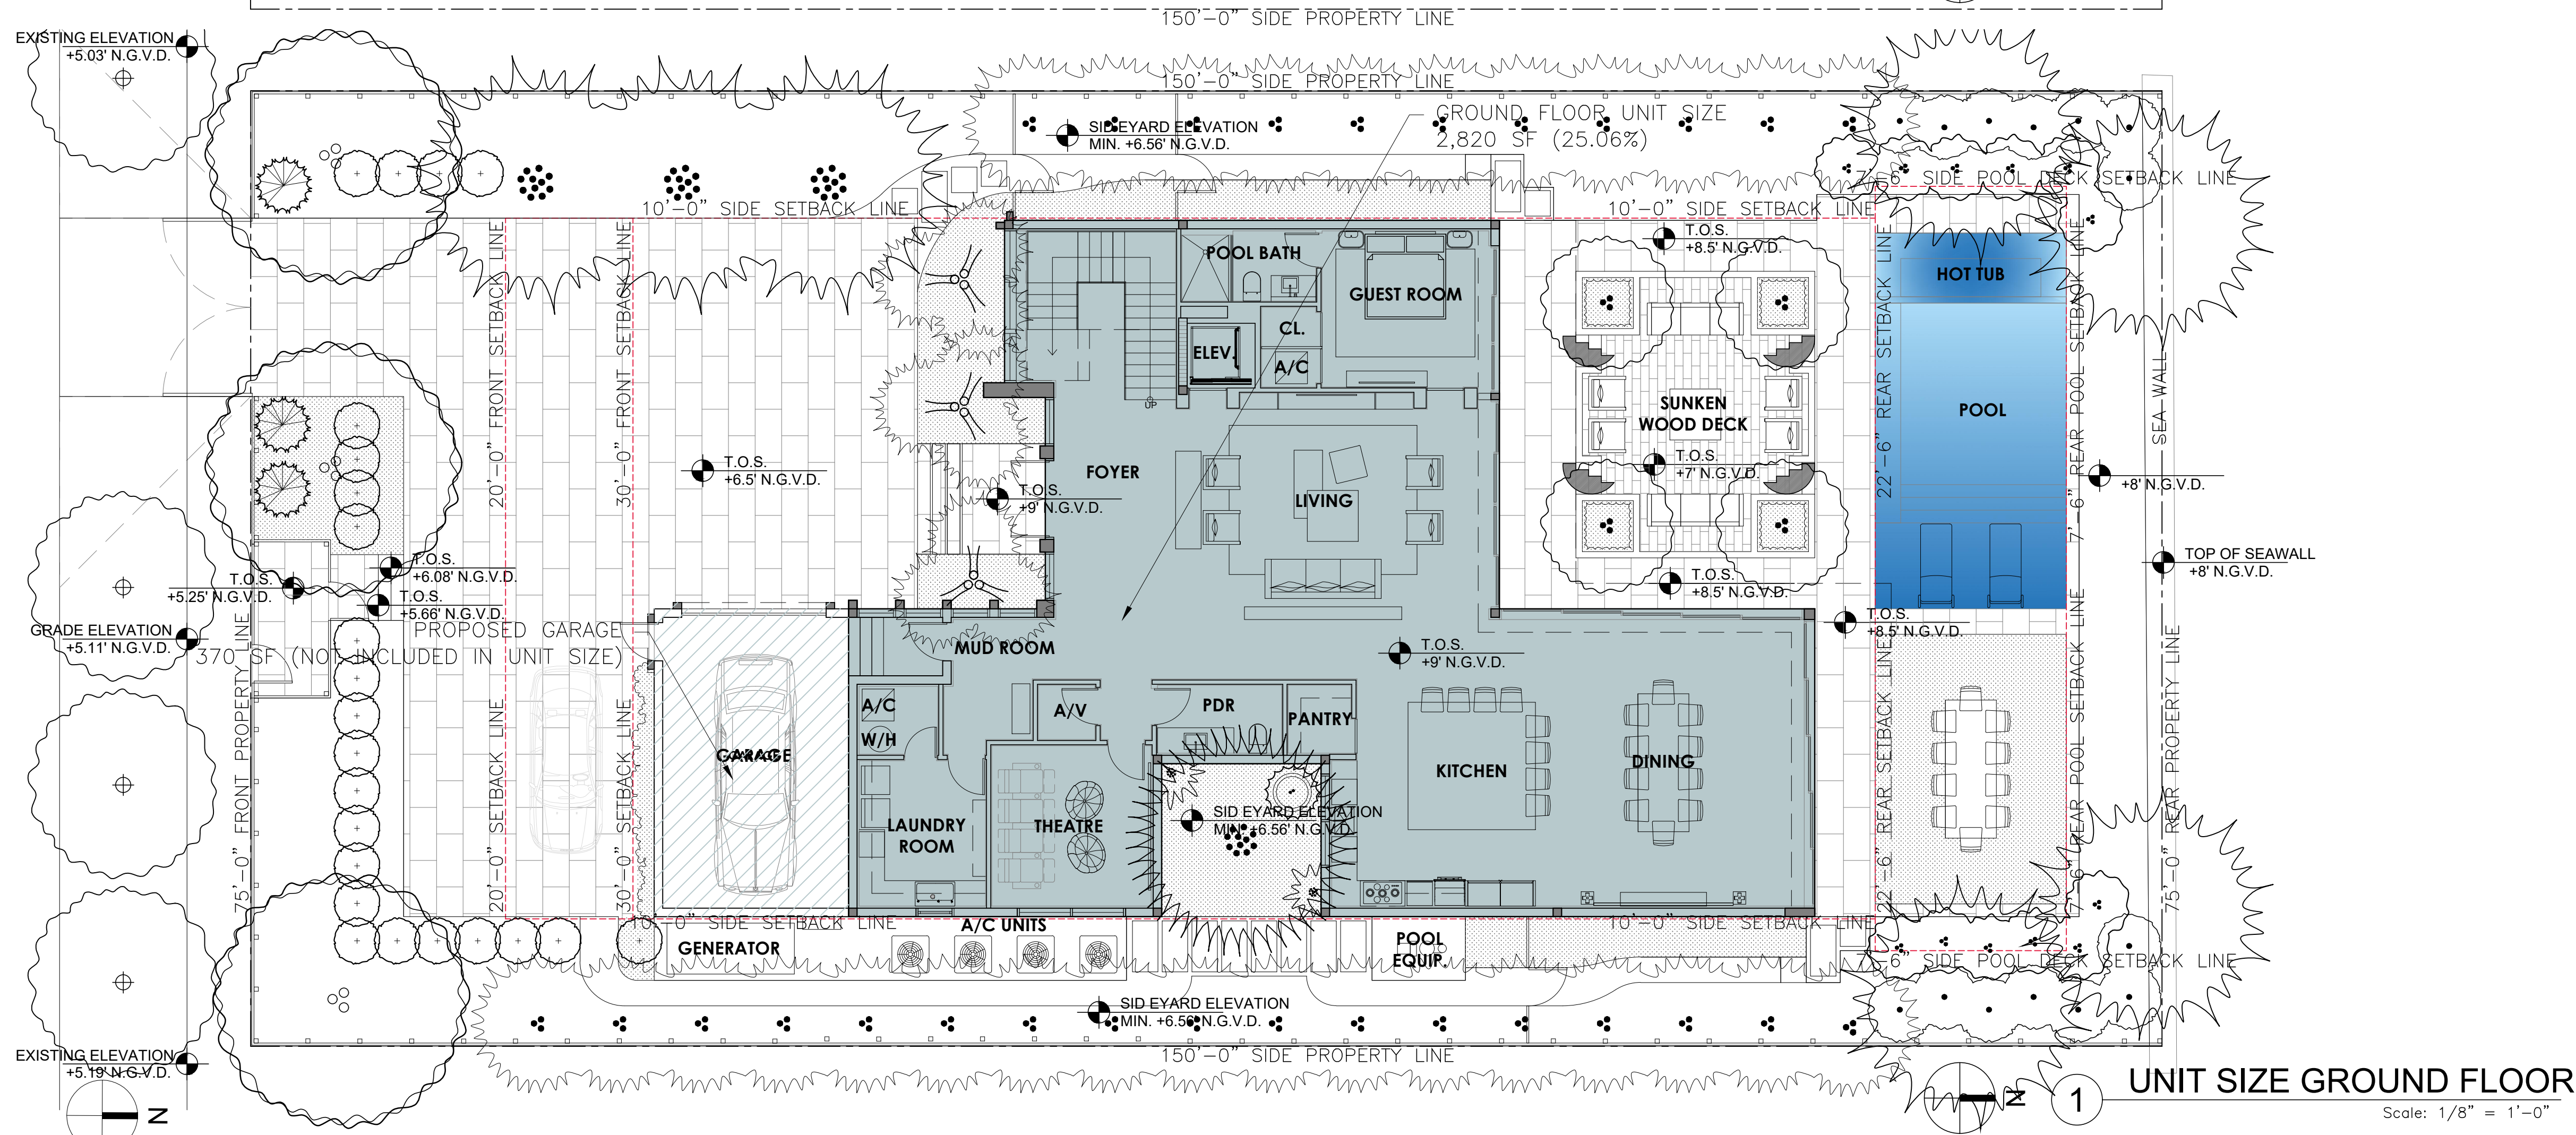 150'-0" SIDE PROPERTY LINE
EXISTING ELEVATION
+5.03' N.G.V.D.
150'-0" SIDE PROPERTY LINE
GROUND FLOOR UNIT SIZE
2,820 SF (25.06%)
SID EYARD ELEVATION
MIN. +6.56' N.G.V.D.
7'-6" SIDE POOL DECK SETBACK LINE
10'-0" SIDE SETBACK LINE
10'-0" SIDE SETBACK LINE
20'-0" FRONT SETBACK LINE
30'-0" FRONT SETBACK LINE
22'-6" REAR SETBACK LINE
7'-6" REAR POOL SETBACK LINE
T.O.S.
+8.5' N.G.V.D.
POOL BATH
GUEST ROOM
HOT TUB
CL.
ELEV.
A/C
UP
SUNKEN
WOOD DECK
POOL
SEA WALL
FOYER
LIVING
T.O.S.
+6.5' N.G.V.D.
T.O.S.
+9' N.G.V.D.
T.O.S.
+7' N.G.V.D.
+8' N.G.V.D.
TOP OF SEAWALL
+8' N.G.V.D.
T.O.S.
+6.08' N.G.V.D.
T.O.S.
+5.25' N.G.V.D.
T.O.S.
+5.66' N.G.V.D.
T.O.S.
+8.5' N.G.V.D.
T.O.S.
+8.5' N.G.V.D.
GRADE ELEVATION
+5.11' N.G.V.D.
PROPOSED GARAGE
370 SF (NOT INCLUDED IN UNIT SIZE)
MUD ROOM
T.O.S.
+9' N.G.V.D.
75'-0" FRONT PROPERTY LINE
20'-0" SETBACK LINE
30'-0" SETBACK LINE
22'-6" REAR SETBACK LINE
7'-6" REAR POOL SETBACK LINE
75'-0" REAR PROPERTY LINE
A/C
W/H
A/V
PDR
PANTRY
GARAGE
KITCHEN
DINING
LAUNDRY
ROOM
THEATRE
SID EYARD ELEVATION
MIN. +6.56' N.G.V.D.
10'-0" SIDE SETBACK LINE
A/C UNITS
10'-0" SIDE SETBACK LINE
GENERATOR
POOL
EQUIP.
7'-6" SIDE POOL DECK SETBACK LINE
SID EYARD ELEVATION
MIN. +6.56' N.G.V.D.
150'-0" SIDE PROPERTY LINE
EXISTING ELEVATION
+5.19' N.G.V.D.
N
N
1
UNIT SIZE GROUND FLOOR
Scale: 1/8" = 1'-0"